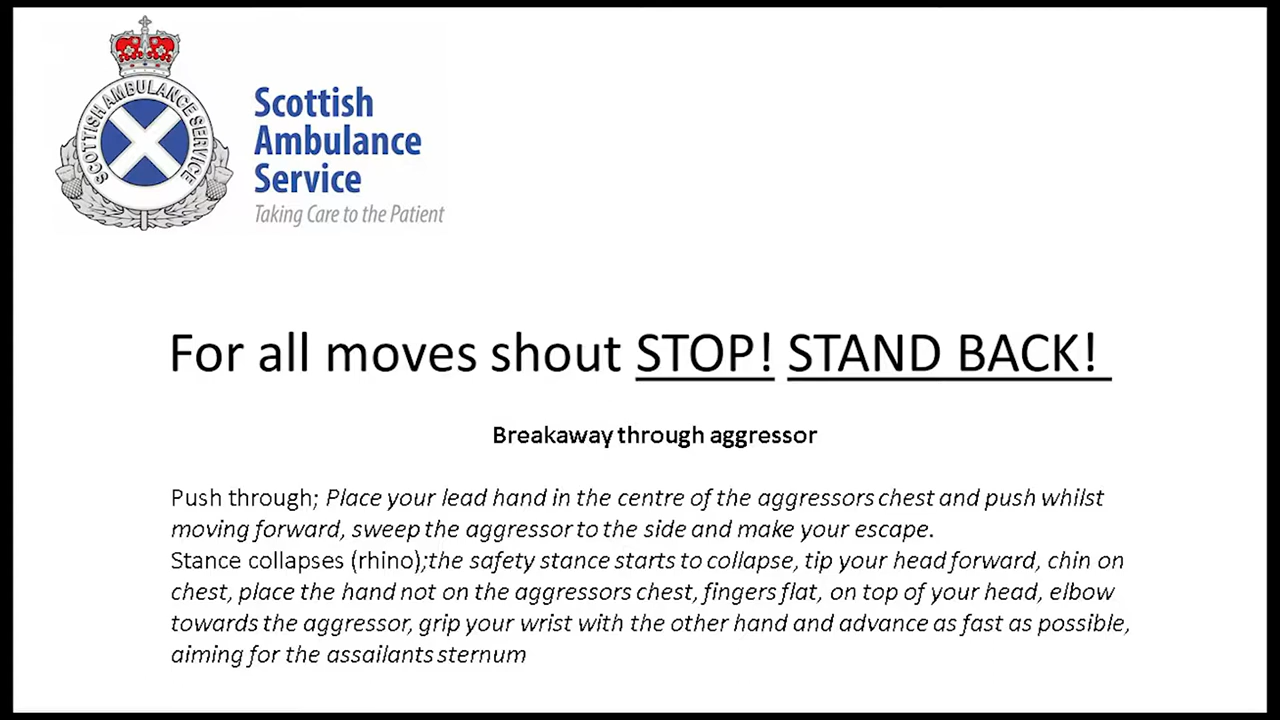 SCOTTISH AMBULANCE SERVICE
Scottish
Ambulance
Service
Taking Care to the Patient
For all moves shout STOP! STAND BACK!
Breakaway through aggressor
Push through; Place your lead hand in the centre of the aggressors chest and push whilst
moving forward, sweep the aggressor to the side and make your escape.
Stance collapses (rhino);the safety stance starts to collapse, tip your head forward, chin on
chest, place the hand not on the aggressors chest, fingers flat, on top of your head, elbow
towards the aggressor, grip your wrist with the other hand and advance as fast as possible,
aiming for the assailants sternum